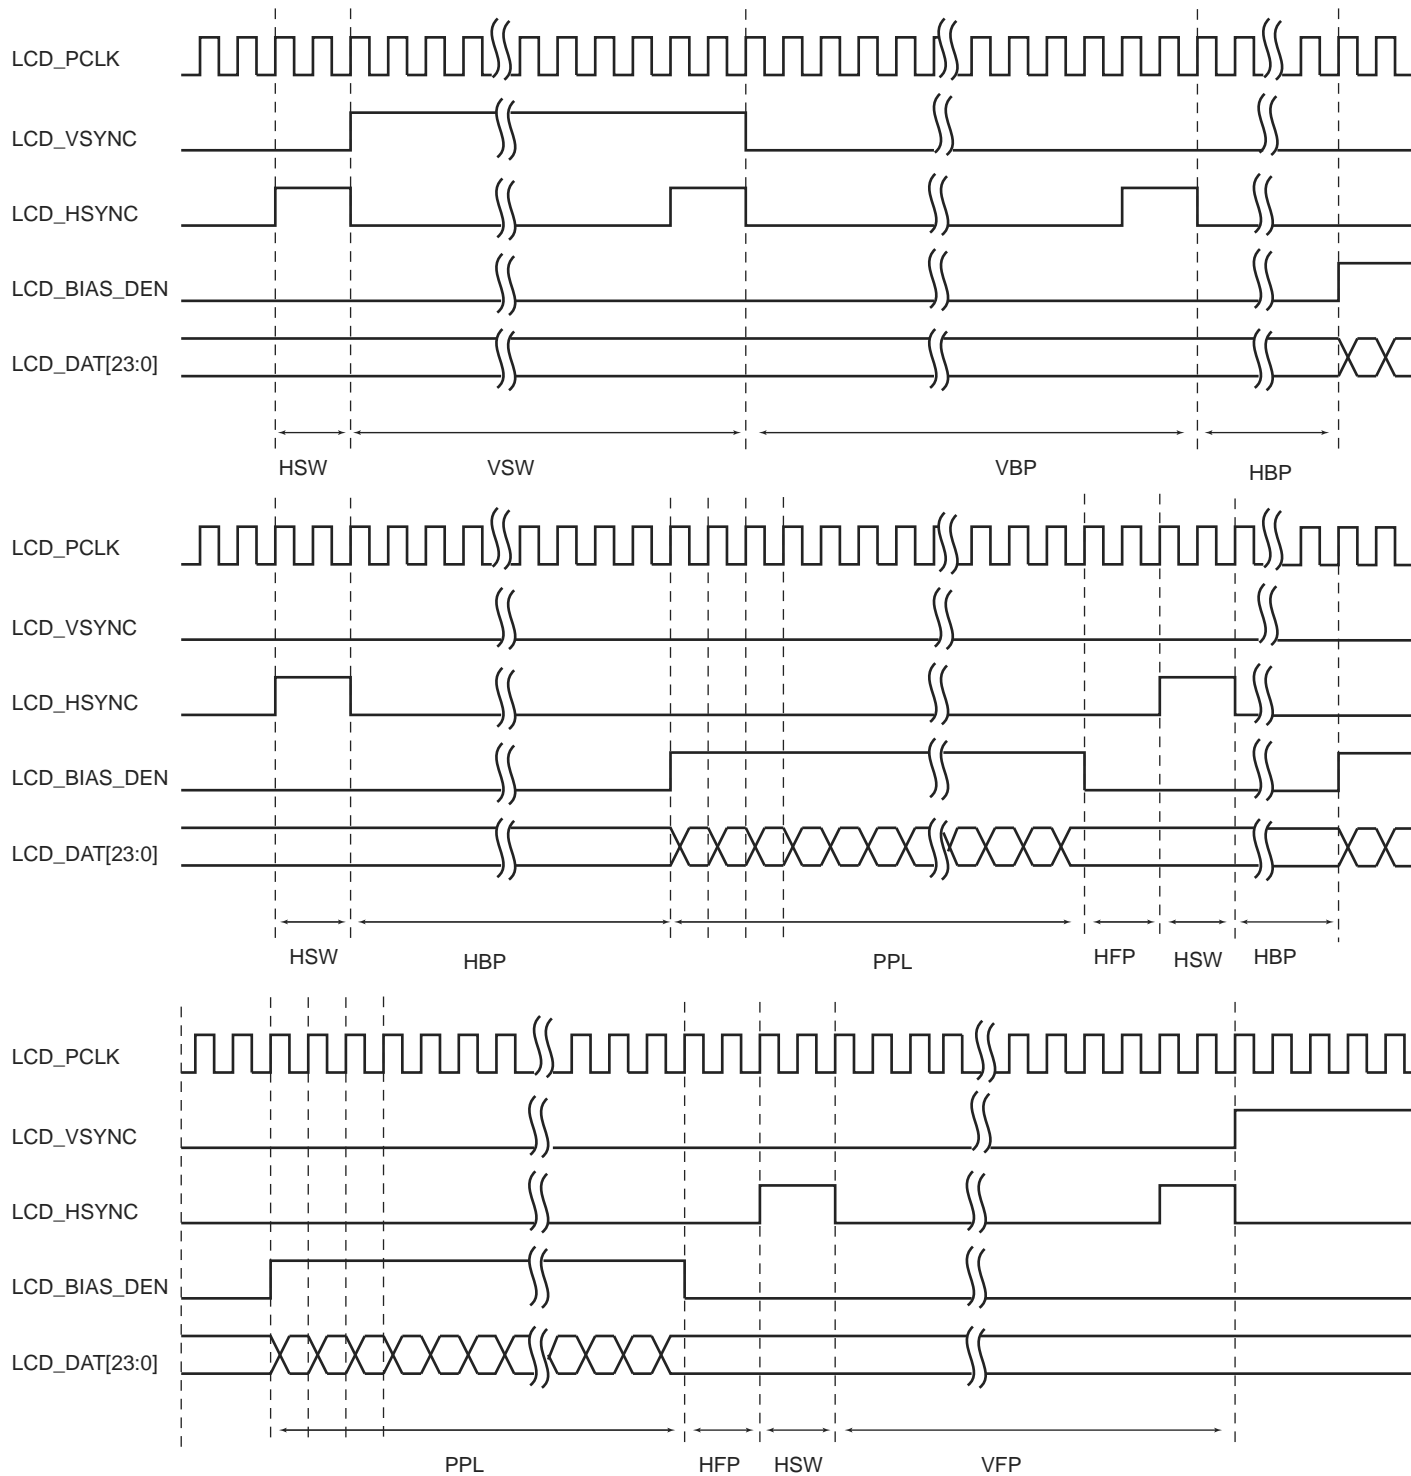 LCD_PCLK
LCD_VSYNC
LCD_HSYNC
LCD_BIAS_DEN
LCD_DAT[23:0]
HSW VSW VBP HBP
LCD_PCLK
LCD_VSYNC
LCD_HSYNC
LCD_BIAS_DEN
LCD_DAT[23:0]
HSW HBP PPL HFP HSW HBP
LCD_PCLK
LCD_VSYNC
LCD_HSYNC
LCD_BIAS_DEN
LCD_DAT[23:0]
PPL HFP HSW VFP